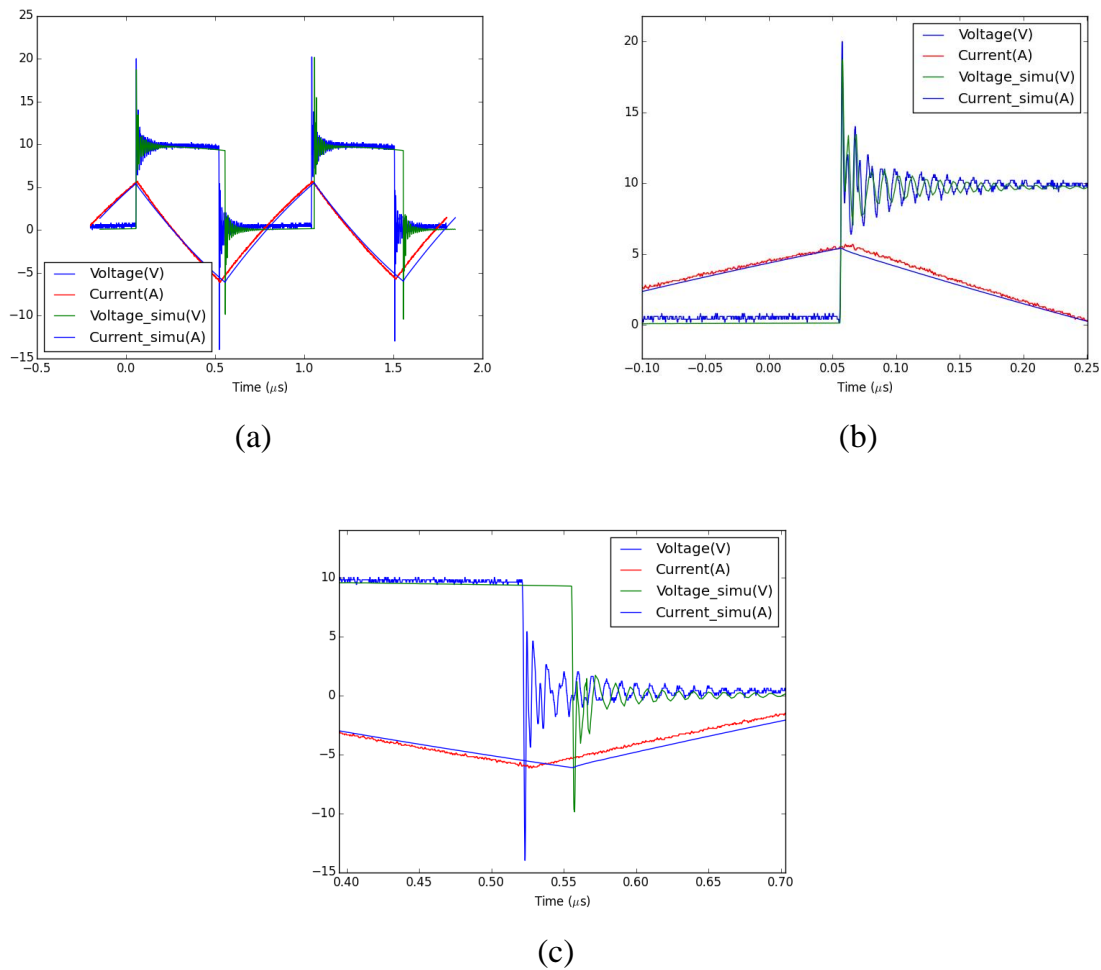 25
20
15
10
5
0
−5
−10
−15
−0.5 0.0 0.5 1.0 1.5 2.0
Time (μs)
Voltage(V)
Current(A)
Voltage_simu(V)
Current_simu(A)
(a)
20
15
10
5
0
−0.10 −0.05 0.00 0.05 0.10 0.15 0.20 0.25
Time (μs)
Voltage(V)
Current(A)
Voltage_simu(V)
Current_simu(A)
(b)
10
5
0
−5
−10
−15
0.40 0.45 0.50 0.55 0.60 0.65 0.70
Time (μs)
Voltage(V)
Current(A)
Voltage_simu(V)
Current_simu(A)
(c)